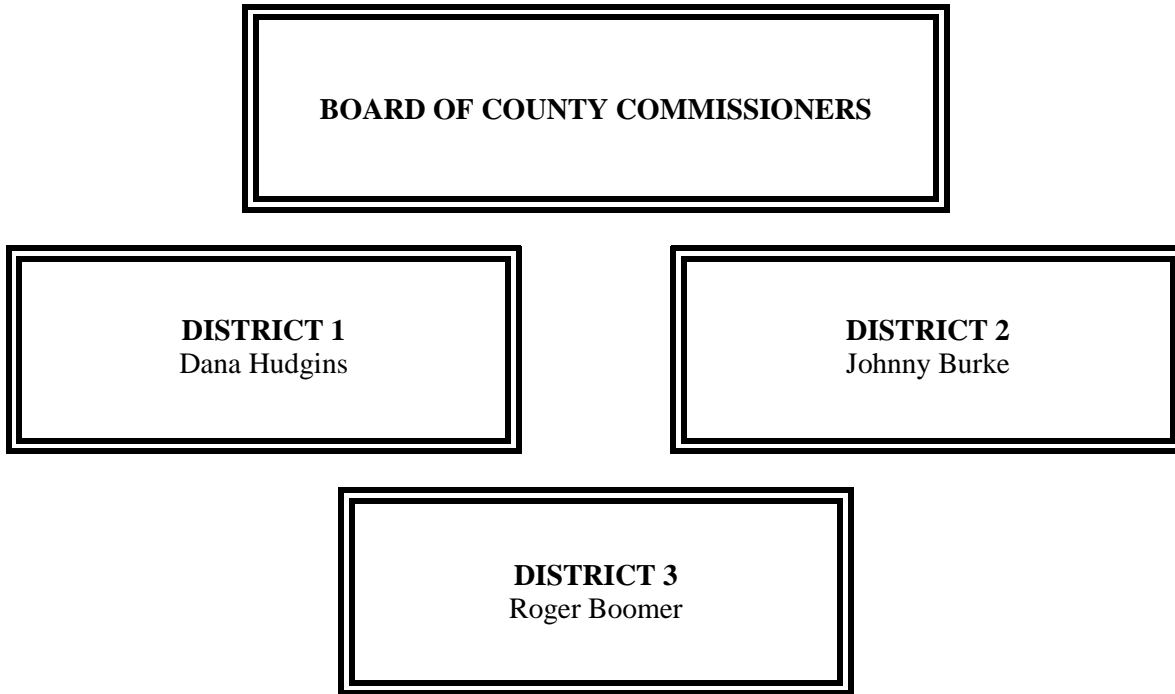 BOARD OF COUNTY COMMISSIONERS
DISTRICT 1
Dana Hudgins
DISTRICT 2
Johnny Burke
DISTRICT 3
Roger Boomer